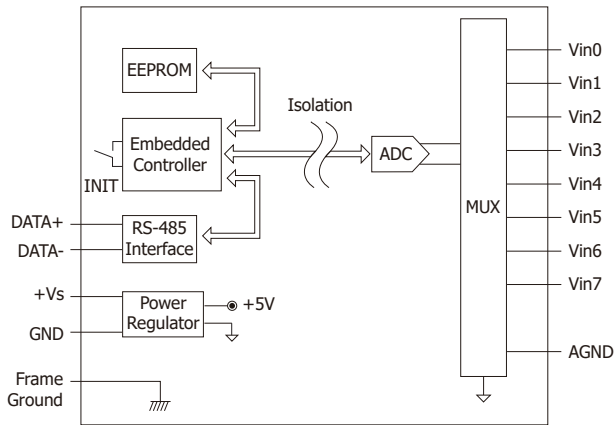 EEPROM
Isolation
Embedded
Controller
INIT
ADC
MUX
DATA+
DATA-
RS-485
Interface
+Vs
GND
Power
Regulator
+5V
Frame
Ground
Vin0
Vin1
Vin2
Vin3
Vin4
Vin5
Vin6
Vin7
AGND